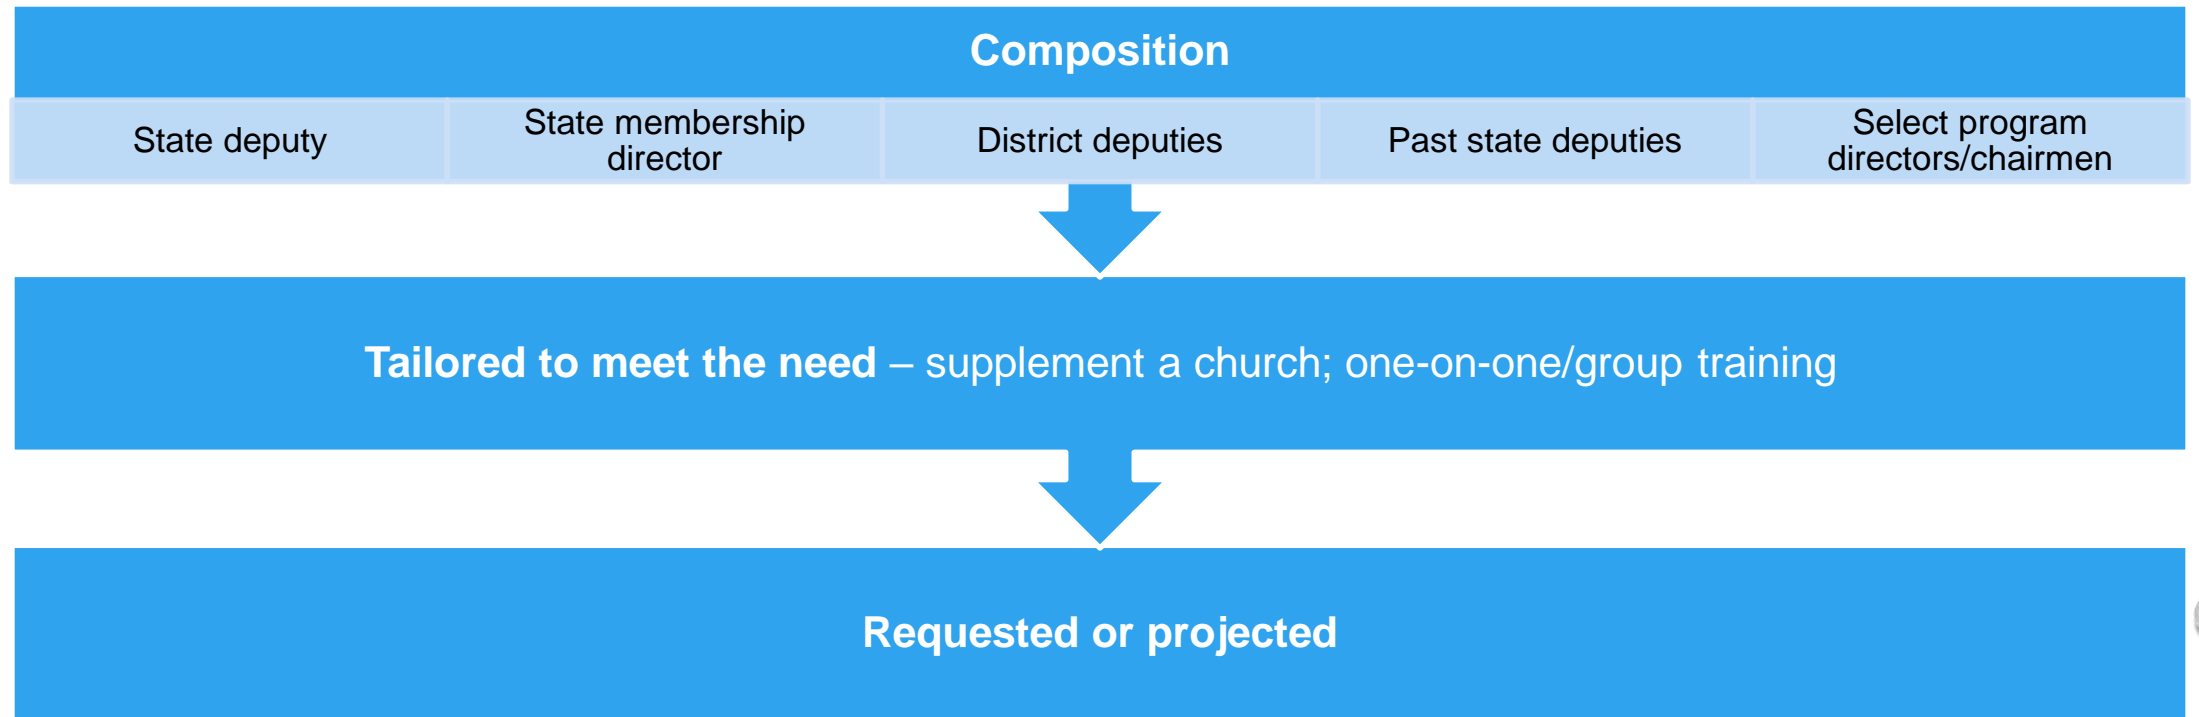 Composition
State deputy
State membership
director
District deputies
Past state deputies
Select program
directors/chairmen
Tailored to meet the need – supplement a church; one-on-one/group training
Requested or projected